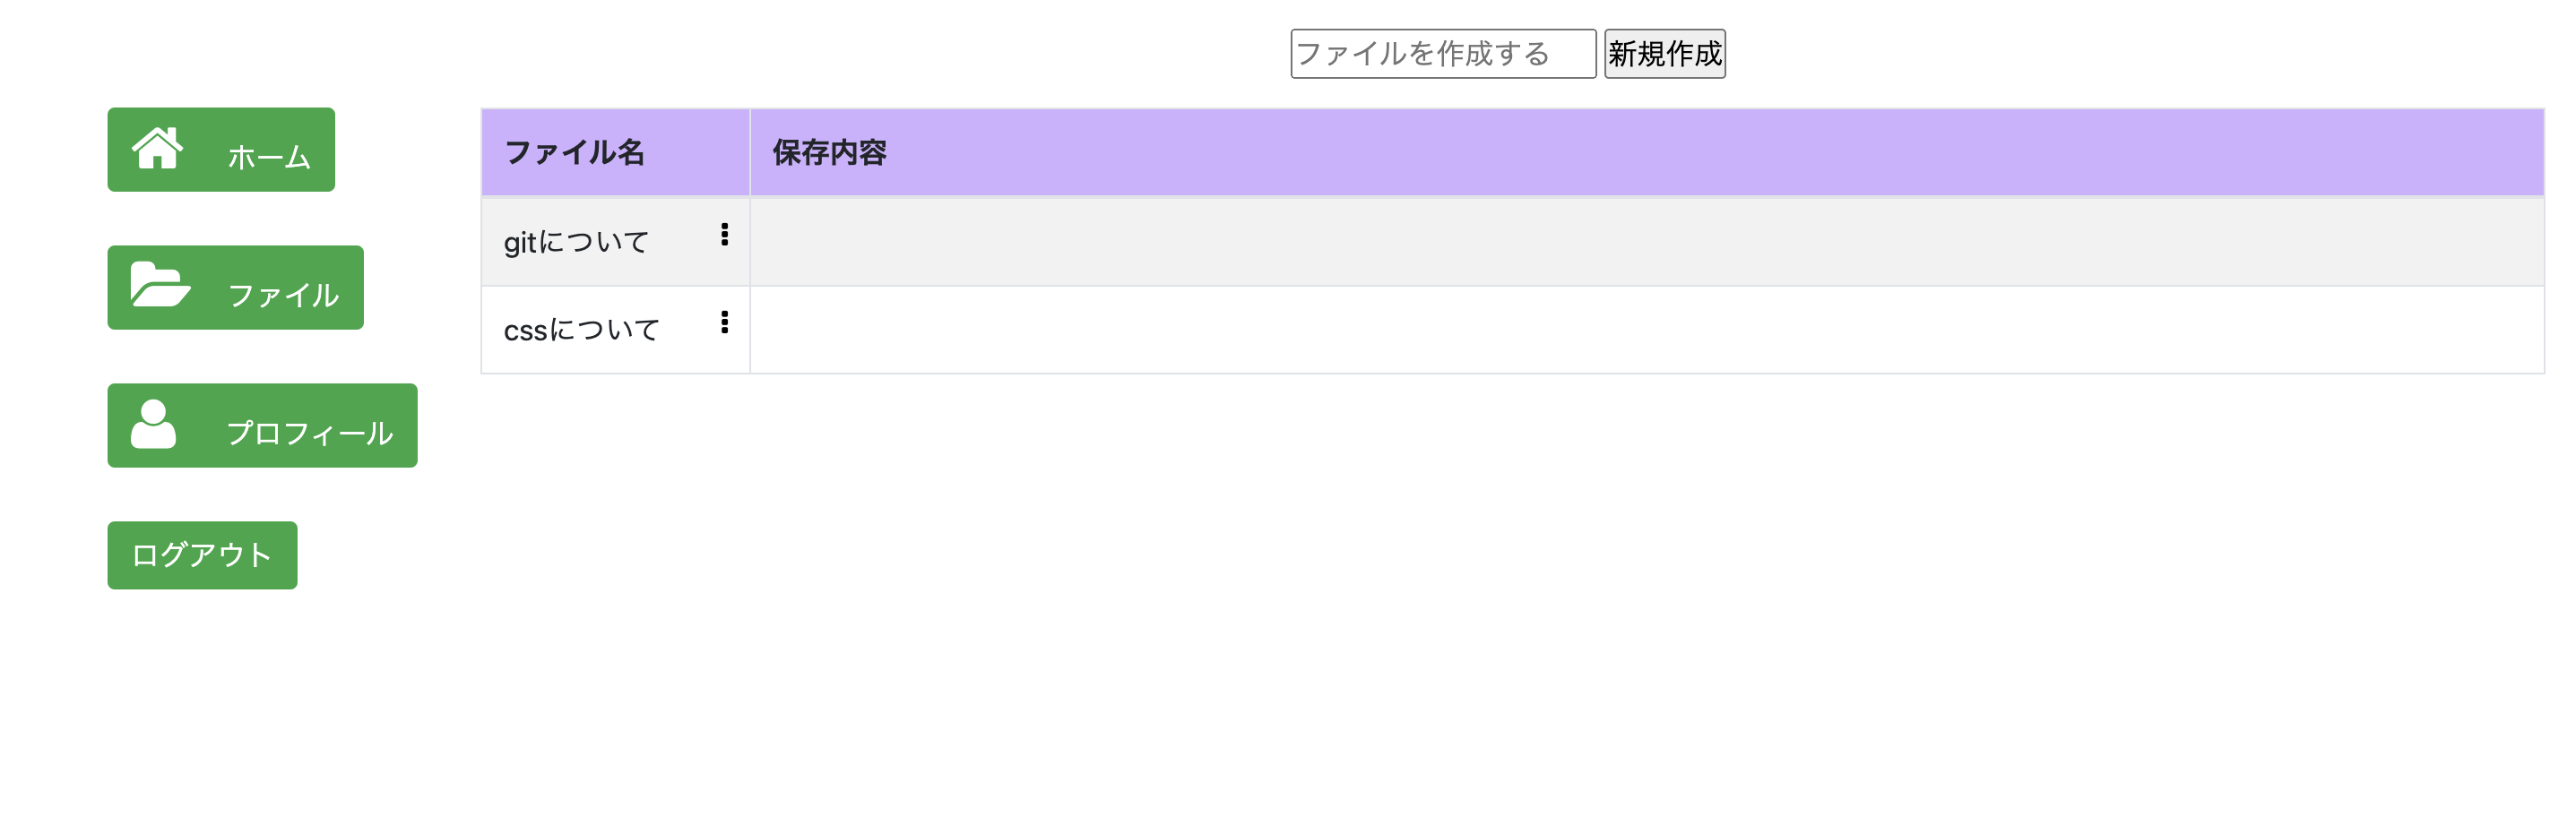 ファイルを作成する 新規作成
ホーム
ファイル
プロフィール
ログアウト
ファイル名 保存内容
gitについて
cssについて